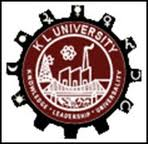 K L UNIVERSITY
KNOWLEDGE · LEADERSHIP · UNIVERSALITY